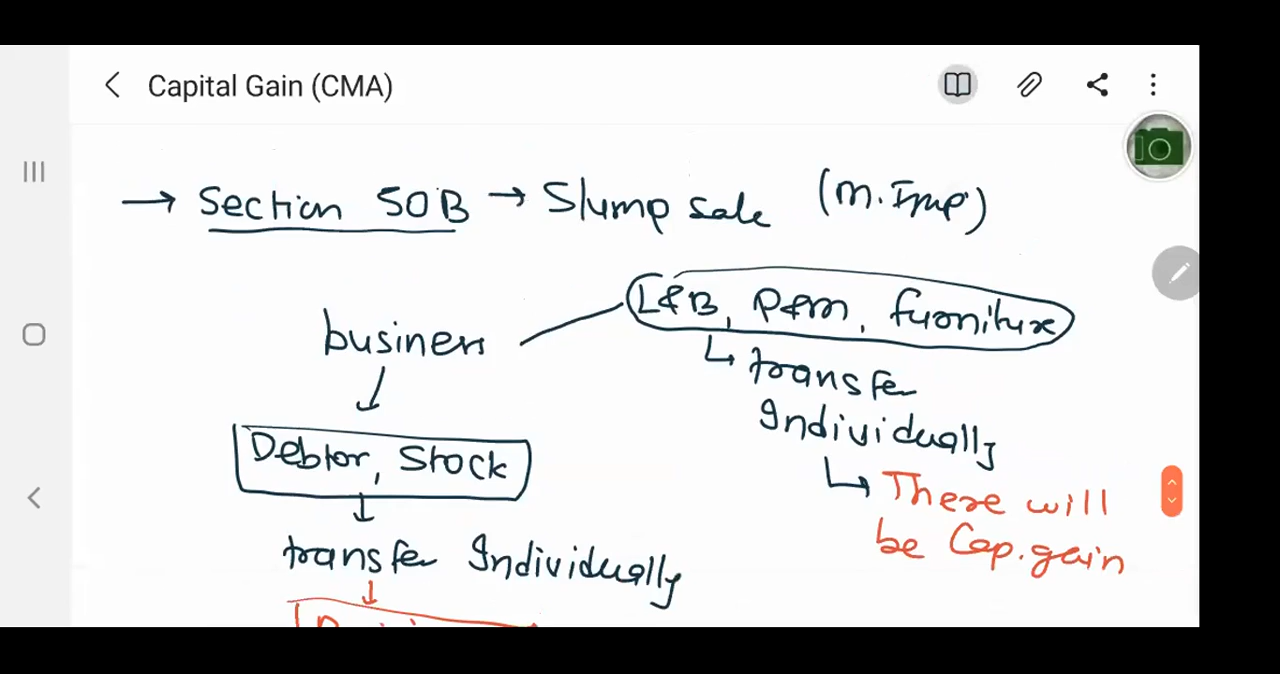 Capital Gain (CMA)
→ Section 50B → Slump sale (M.Imp)
L&B, P&M, furniture
business
↳ transfer
Individually
Debtor, Stock
↳ There will
be Cap.gain
transfer Individually